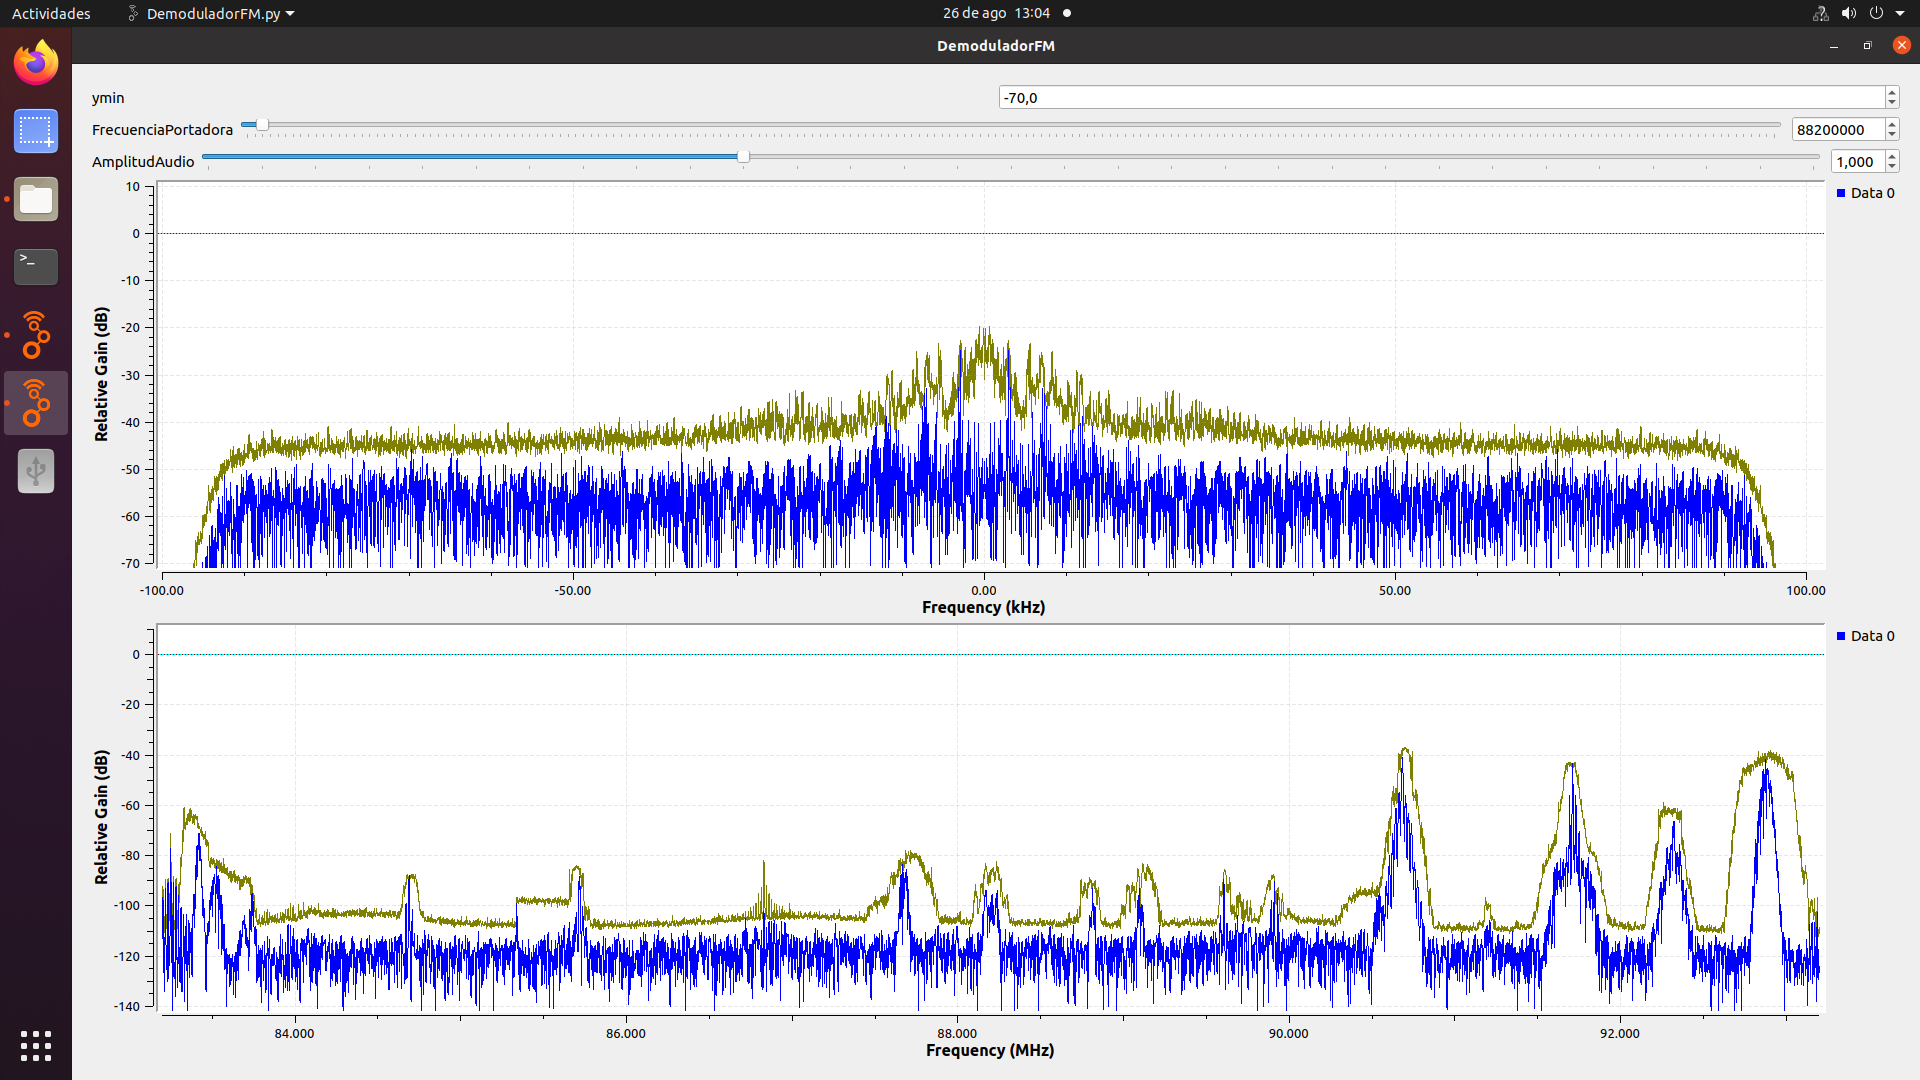 Actividades DemoduladorFM.py 26 de ago 13:04
DemoduladorFM
ymin -70,0
FrecuenciaPortadora 88200000
AmplitudAudio 1,000
Data 0
Relative Gain (dB)
10
0
-10
-20
-30
-40
-50
-60
-70
-100.00 -50.00 0.00 50.00 100.00
Frequency (kHz)
Data 0
Relative Gain (dB)
0
-20
-40
-60
-80
-100
-120
-140
84.000 86.000 88.000 90.000 92.000
Frequency (MHz)